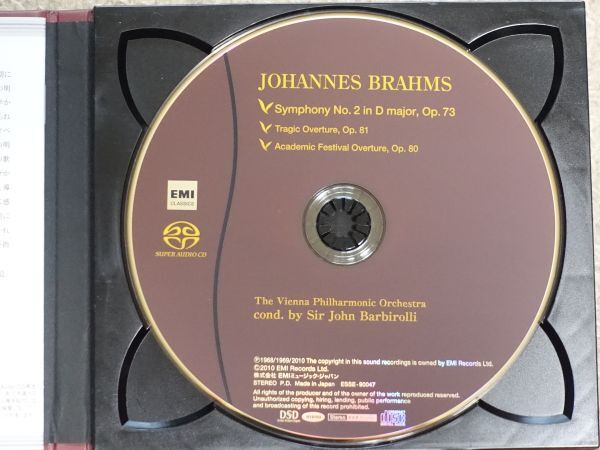 JOHANNES BRAHMS
Symphony No. 2 in D major, Op. 73
Tragic Overture, Op. 81
Academic Festival Overture, Op. 80
EMI
CLASSICS
SUPER AUDIO CD
The Vienna Philharmonic Orchestra
cond. by Sir John Barbirolli
Ⓟ1968/1969/2010 The copyright in this sound recordings is owned by EMI Records Ltd.
Ⓒ2010 EMI Records Ltd.
株式会社 EMIミュージック・ジャパン
STEREO P.D. Made in Japan ESSE-90047
All rights of the producer and of the owner of the work reproduced reserved.
Unauthorized copying, hiring, lending, public performance
and broadcasting of this record prohibited.
DSD
Stereo